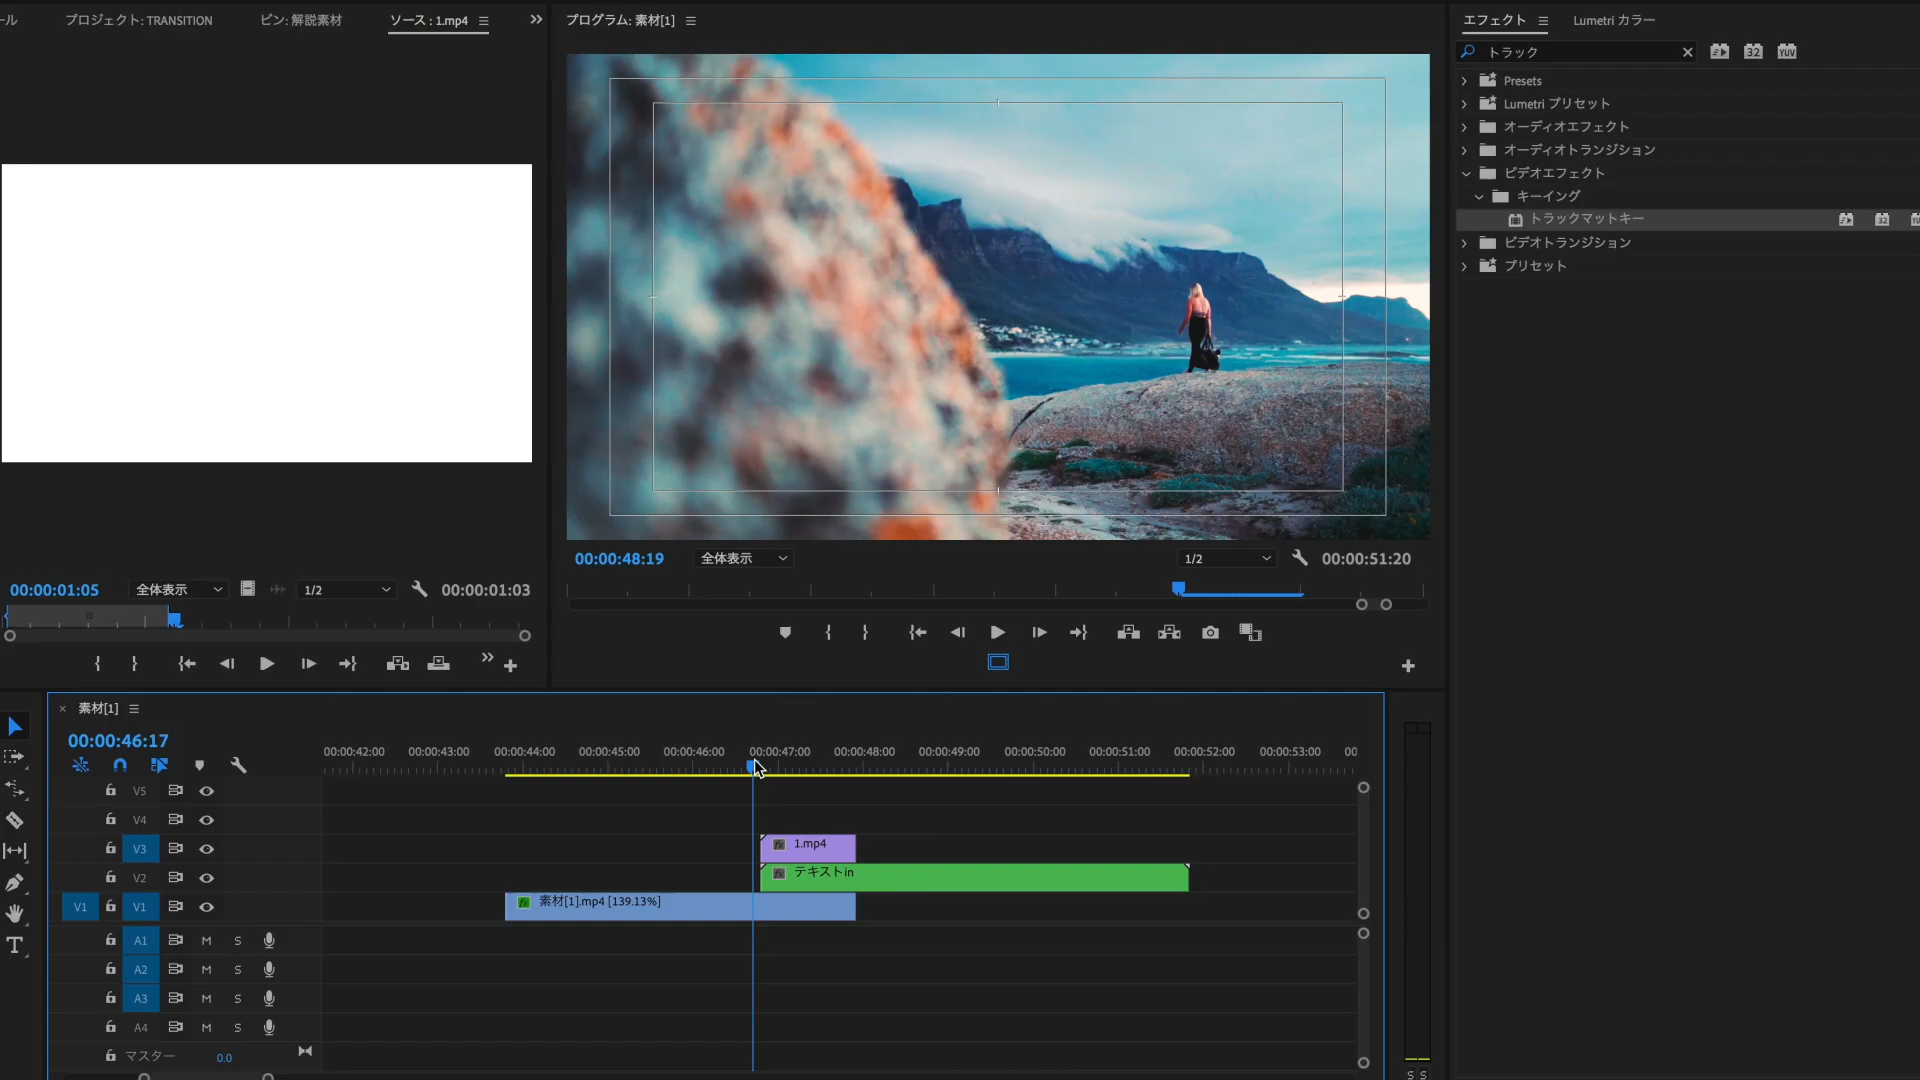 ール
プロジェクト: TRANSITION
ビン: 解説素材
ソース : 1.mp4
プログラム: 素材[1]
エフェクト
Lumetri カラー
トラック
32
YUV
Presets
Lumetri プリセット
オーディオエフェクト
オーディオトランジション
ビデオエフェクト
キーイング
トラックマットキー
32
ビデオトランジション
プリセット
00:00:48:19
全体表示
1/2
00:00:51:20
00:00:01:05
全体表示
1/2
00:00:01:03
素材[1]
00:00:46:17
00:00:42:00
00:00:43:00
00:00:44:00
00:00:45:00
00:00:46:00
00:00:47:00
00:00:48:00
00:00:49:00
00:00:50:00
00:00:51:00
00:00:52:00
00:00:53:00
00
V5
V4
V3
1.mp4
V2
fx テキストin
V1
V1
fx 素材[1].mp4 [139.13%]
A1 M S
A2 M S
A3 M S
A4 M S
マスター 0.0
S S